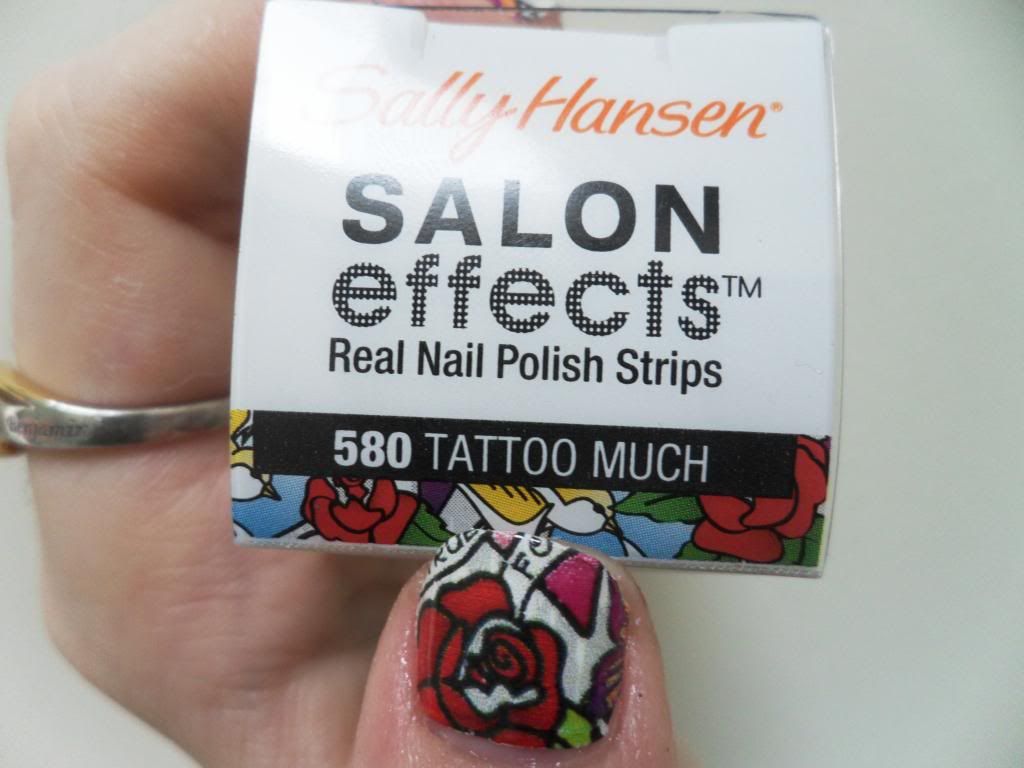 Sally Hansen®
SALON
effects™
Real Nail Polish Strips
580 TATTOO MUCH